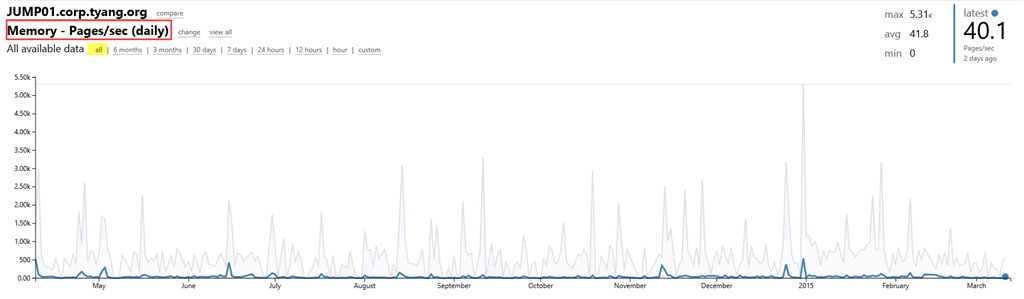 JUMP01.corp.tyang.org compare
Memory - Pages/sec (daily) change view all
All available data all | 6 months | 3 months | 30 days | 7 days | 24 hours | 12 hours | hour | custom
max 5.31K
avg 41.8
min 0
latest
40.1
Pages/sec
2 days ago
5.50k
5.00k
4.50k
4.00k
3.50k
3.00k
2.50k
2.00k
1.50k
1.00k
500
0.00
May June July August September October November December 2015 February March